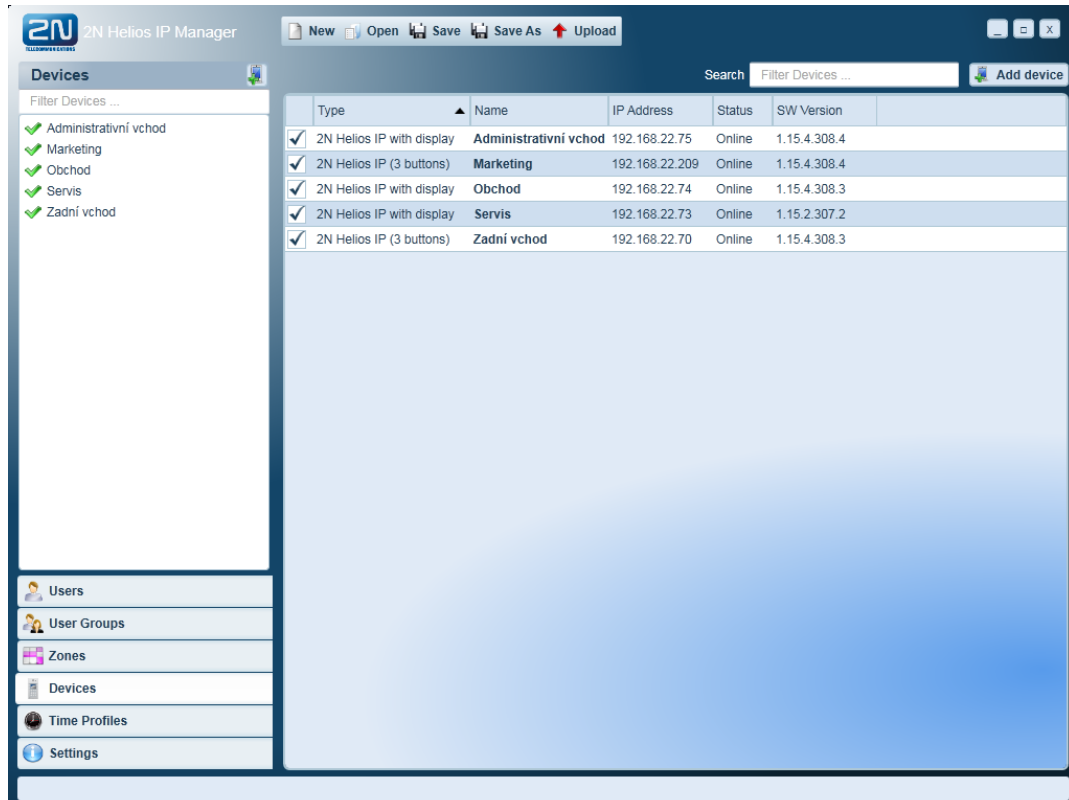 2N 2N Helios IP Manager New Open Save Save As Upload _ X
TELECOMMUNICATIONS
Devices Search Filter Devices ... Add device
Filter Devices ...
Type Name IP Address Status SW Version
Administrativní vchod
Marketing
Obchod
Servis
Zadní vchod
2N Helios IP with display Administrativní vchod 192.168.22.75 Online 1.15.4.308.4
2N Helios IP (3 buttons) Marketing 192.168.22.209 Online 1.15.4.308.4
2N Helios IP with display Obchod 192.168.22.74 Online 1.15.4.308.3
2N Helios IP with display Servis 192.168.22.73 Online 1.15.2.307.2
2N Helios IP (3 buttons) Zadní vchod 192.168.22.70 Online 1.15.4.308.3
Users
User Groups
Zones
Devices
Time Profiles
Settings